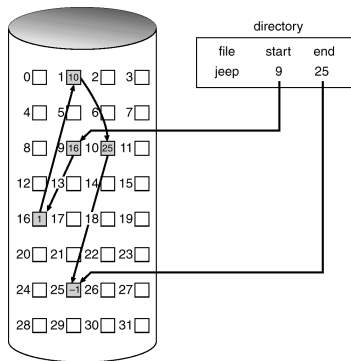 directory
file start end
jeep 9 25
0 1 10 2 3
4 5 6 7
8 9 16 10 25 11
12 13 14 15
16 1 17 18 19
20 21 22 23
24 25 -1 26 27
28 29 30 31